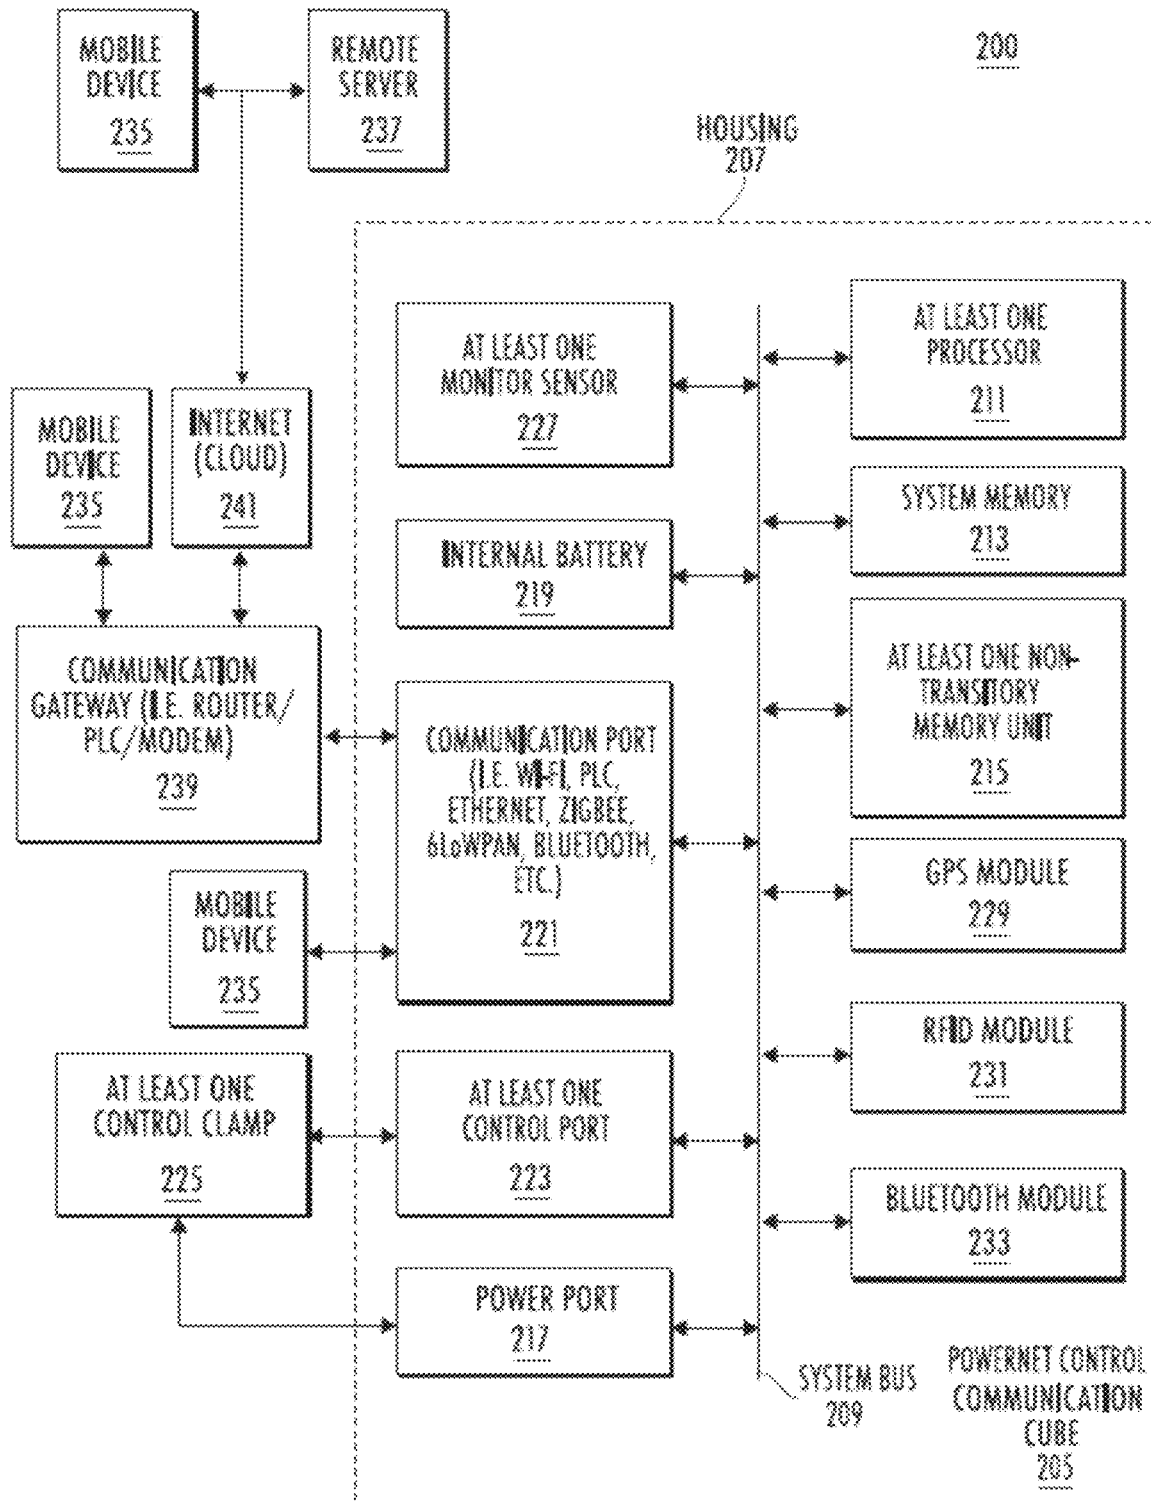 200
MOBILE
DEVICE
235
REMOTE
SERVER
237
HOUSING
207
AT LEAST ONE
MONITOR SENSOR
227
AT LEAST ONE
PROCESSOR
211
MOBILE
DEVICE
235
INTERNET
(CLOUD)
241
SYSTEM MEMORY
213
INTERNAL BATTERY
219
AT LEAST ONE NON-
TRANSITORY
MEMORY UNIT
215
COMMUNICATION
GATEWAY (I.E. ROUTER/
PLC/MODEM)
239
COMMUNICATION PORT
(I.E. WI-FI, PLC,
ETHERNET, ZIGBEE,
6LoWPAN, BLUETOOTH,
ETC.)
221
GPS MODULE
229
MOBILE
DEVICE
235
RFID MODULE
231
AT LEAST ONE
CONTROL CLAMP
225
AT LEAST ONE
CONTROL PORT
223
BLUETOOTH MODULE
233
POWER PORT
217
SYSTEM BUS
209
POWERNET CONTROL
COMMUNICATION
CUBE
205